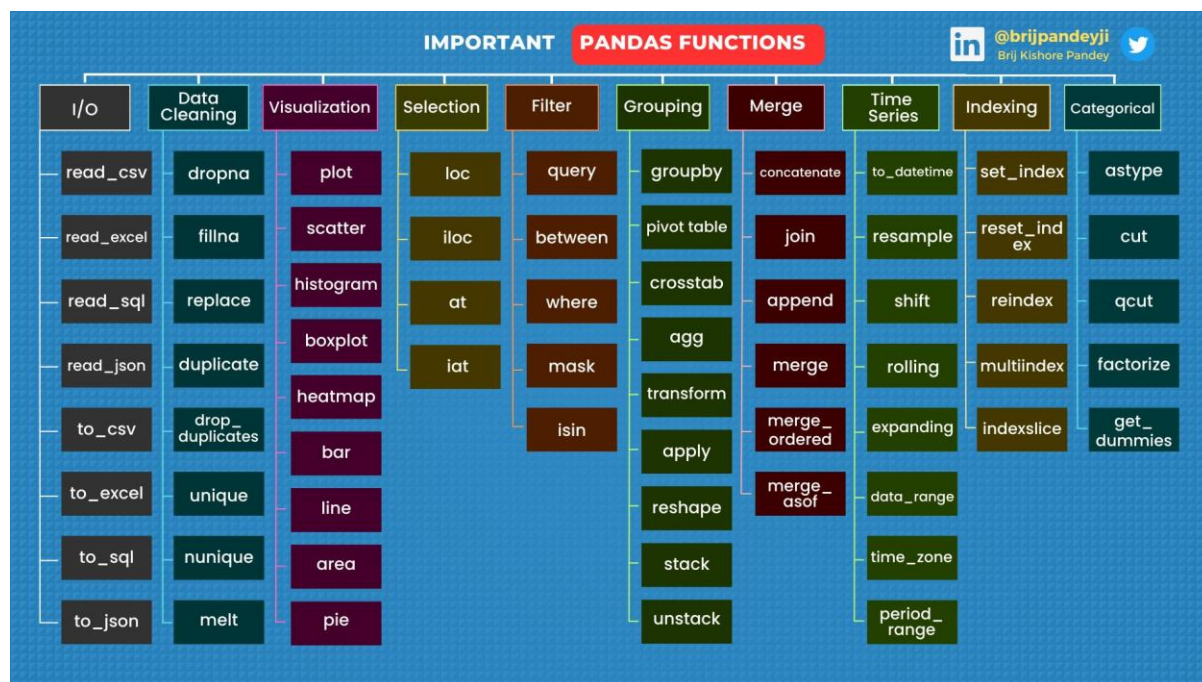 IMPORTANT PANDAS FUNCTIONS
in
@brijpandeyji
Brij Kishore Pandey
I/O
read_csv
read_excel
read_sql
read_json
to_csv
to_excel
to_sql
to_json
Data
Cleaning
dropna
fillna
replace
duplicate
drop_
duplicates
unique
nunique
melt
Visualization
plot
scatter
histogram
boxplot
heatmap
bar
line
area
pie
Selection
loc
iloc
at
iat
Filter
query
between
where
mask
isin
Grouping
groupby
pivot table
crosstab
agg
transform
apply
reshape
stack
unstack
Merge
concatenate
join
append
merge
merge_
ordered
merge_
asof
Time
Series
to_datetime
resample
shift
rolling
expanding
data_range
time_zone
period_
range
Indexing
set_index
reset_ind
ex
reindex
multiindex
indexslice
Categorical
astype
cut
qcut
factorize
get_
dummies